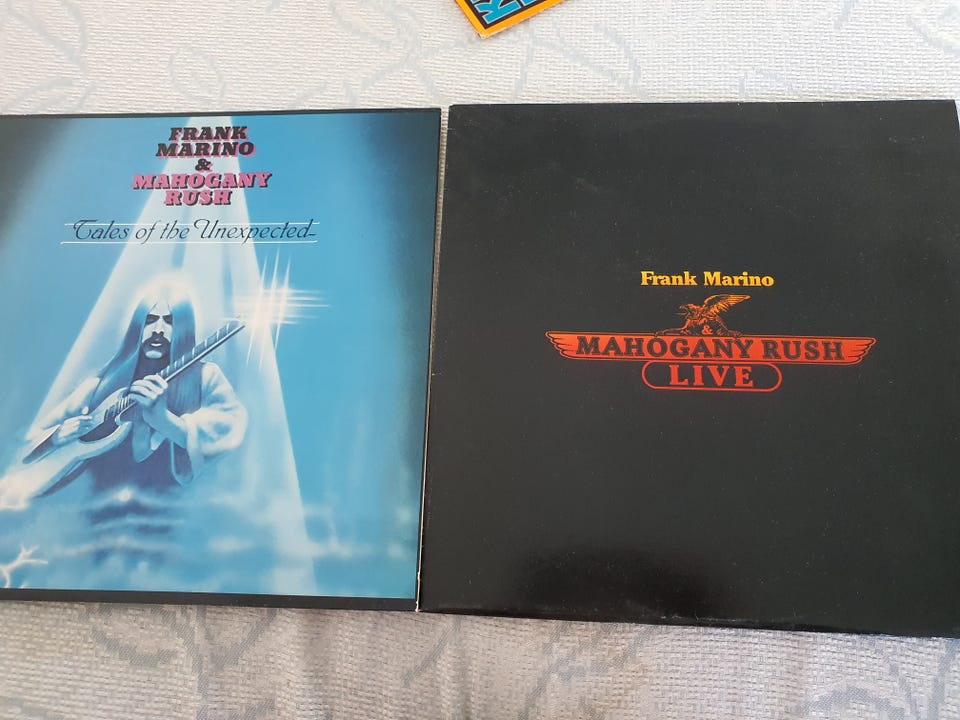 FRANK
MARINO
&
MAHOGANY
RUSH
Tales of the Unexpected
Frank Marino
&
MAHOGANY RUSH
LIVE